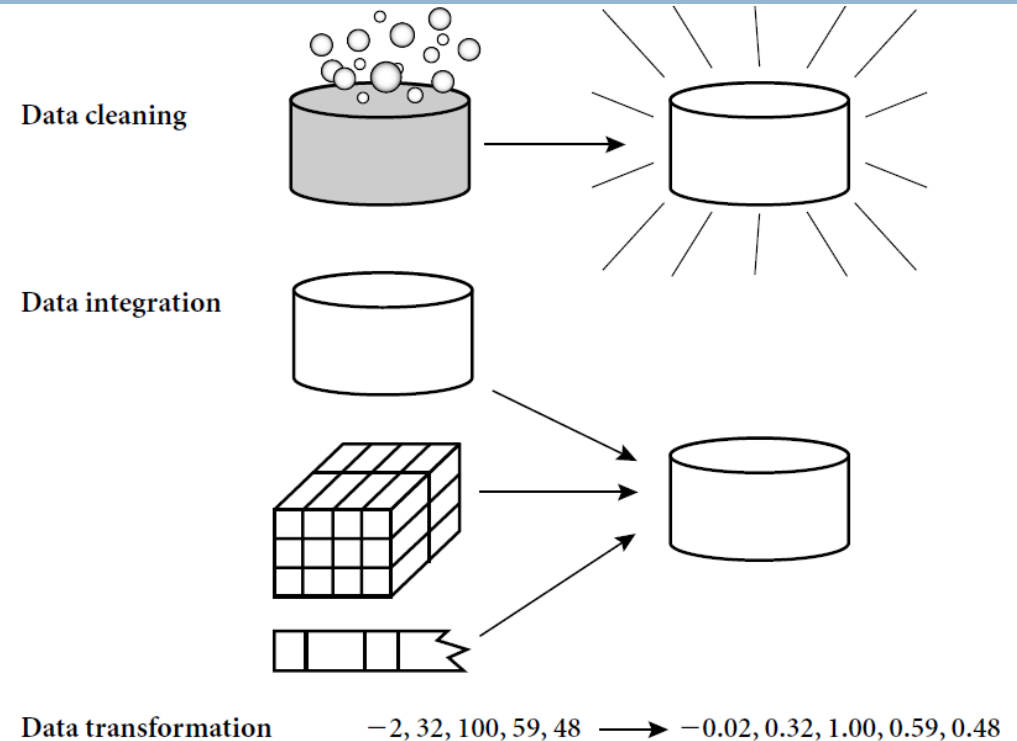 Data cleaning
Data integration
Data transformation −2, 32, 100, 59, 48 −0.02, 0.32, 1.00, 0.59, 0.48